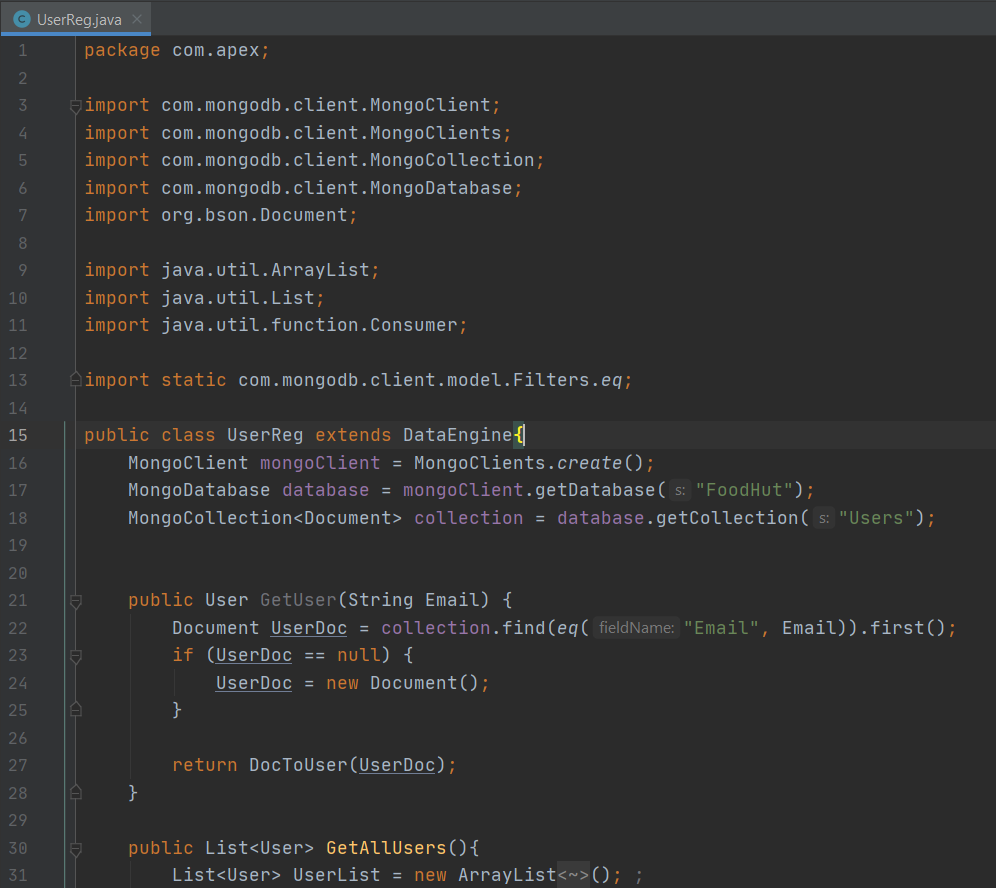 UserReg.java
1 package com.apex;
2
3 import com.mongodb.client.MongoClient;
4 import com.mongodb.client.MongoClients;
5 import com.mongodb.client.MongoCollection;
6 import com.mongodb.client.MongoDatabase;
7 import org.bson.Document;
8
9 import java.util.ArrayList;
10 import java.util.List;
11 import java.util.function.Consumer;
12
13 import static com.mongodb.client.model.Filters.eq;
14
15 public class UserReg extends DataEngine{
16 MongoClient mongoClient = MongoClients.create();
17 MongoDatabase database = mongoClient.getDatabase( s: "FoodHut");
18 MongoCollection<Document> collection = database.getCollection( s: "Users");
19
20
21 public User GetUser(String Email) {
22 Document UserDoc = collection.find(eq( fieldName: "Email", Email)).first();
23 if (UserDoc == null) {
24 UserDoc = new Document();
25 }
26
27 return DocToUser(UserDoc);
28 }
29
30 public List<User> GetAllUsers(){
31 List<User> UserList = new ArrayList<~>(); ;